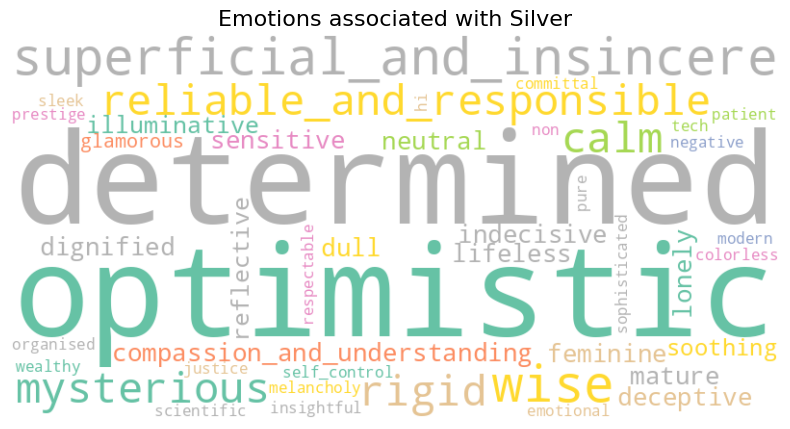 Emotions associated with Silver
superficial_and_insincere
sleek
committal
reliable_and_responsible
hi
prestige
illuminative
non
tech
patient
glamorous
sensitive
neutral
calm
negative
determined
pure
dignified
reflective
respectable
dull
indecisive
lifeless
sophisticated
lonely
modern
colorless
optimistic
organised
compassion_and_understanding
feminine
soothing
wealthy
justice
self_control
mysterious
melancholy
rigid
wise
mature
deceptive
scientific
insightful
emotional